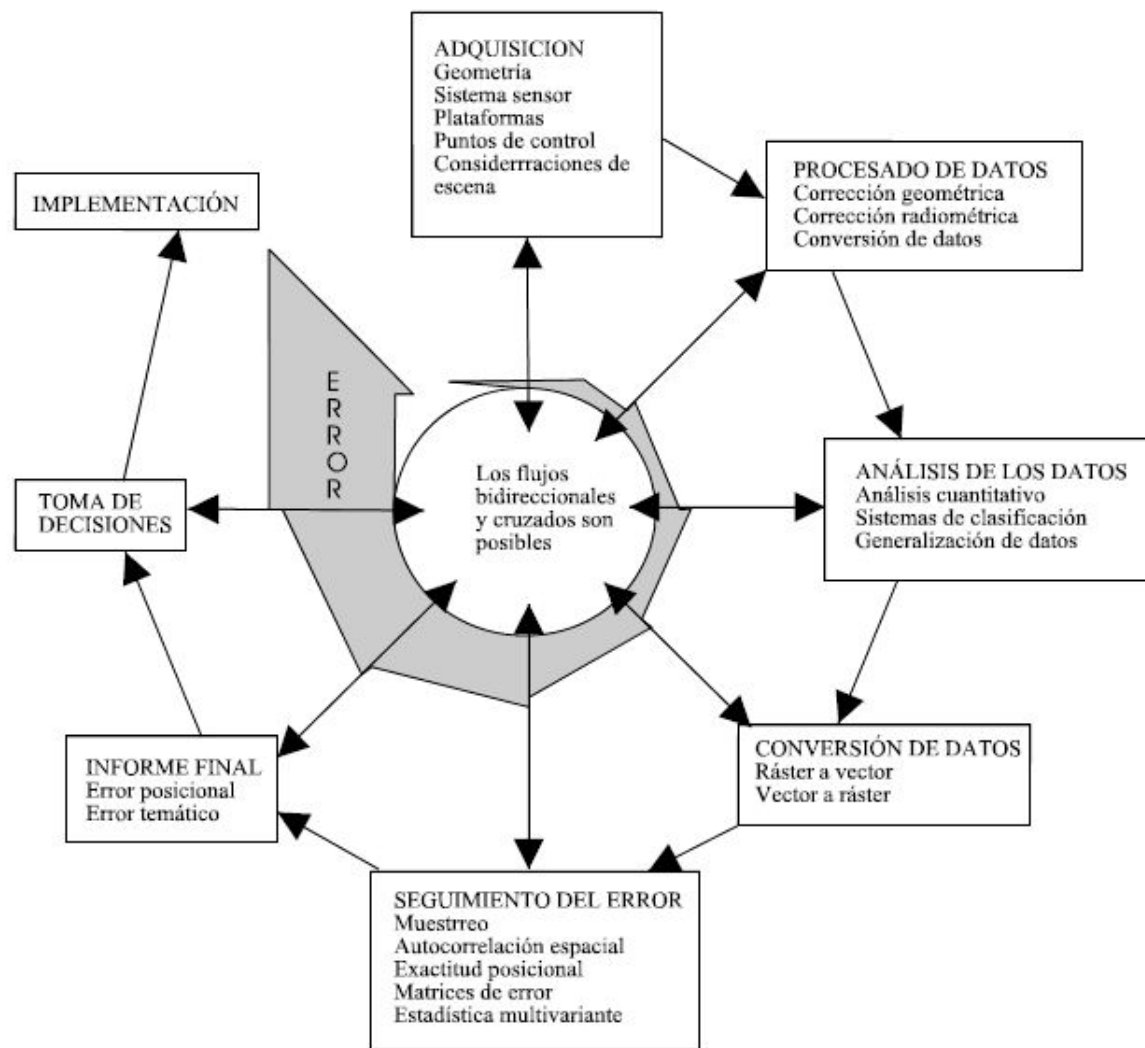 ADQUISICION
Geometría
Sistema sensor
Plataformas
Puntos de control
Considerrraciones de
escena
PROCESADO DE DATOS
Corrección geométrica
Corrección radiométrica
Conversión de datos
IMPLEMENTACIÓN
ERROR
Los flujos
bidireccionales
y cruzados son
posibles
ANÁLISIS DE LOS DATOS
Análisis cuantitativo
Sistemas de clasificación
Generalización de datos
TOMA DE
DECISIONES
CONVERSIÓN DE DATOS
Ráster a vector
Vector a ráster
INFORME FINAL
Error posicional
Error temático
SEGUIMIENTO DEL ERROR
Muestrreo
Autocorrelación espacial
Exactitud posicional
Matrices de error
Estadística multivariante